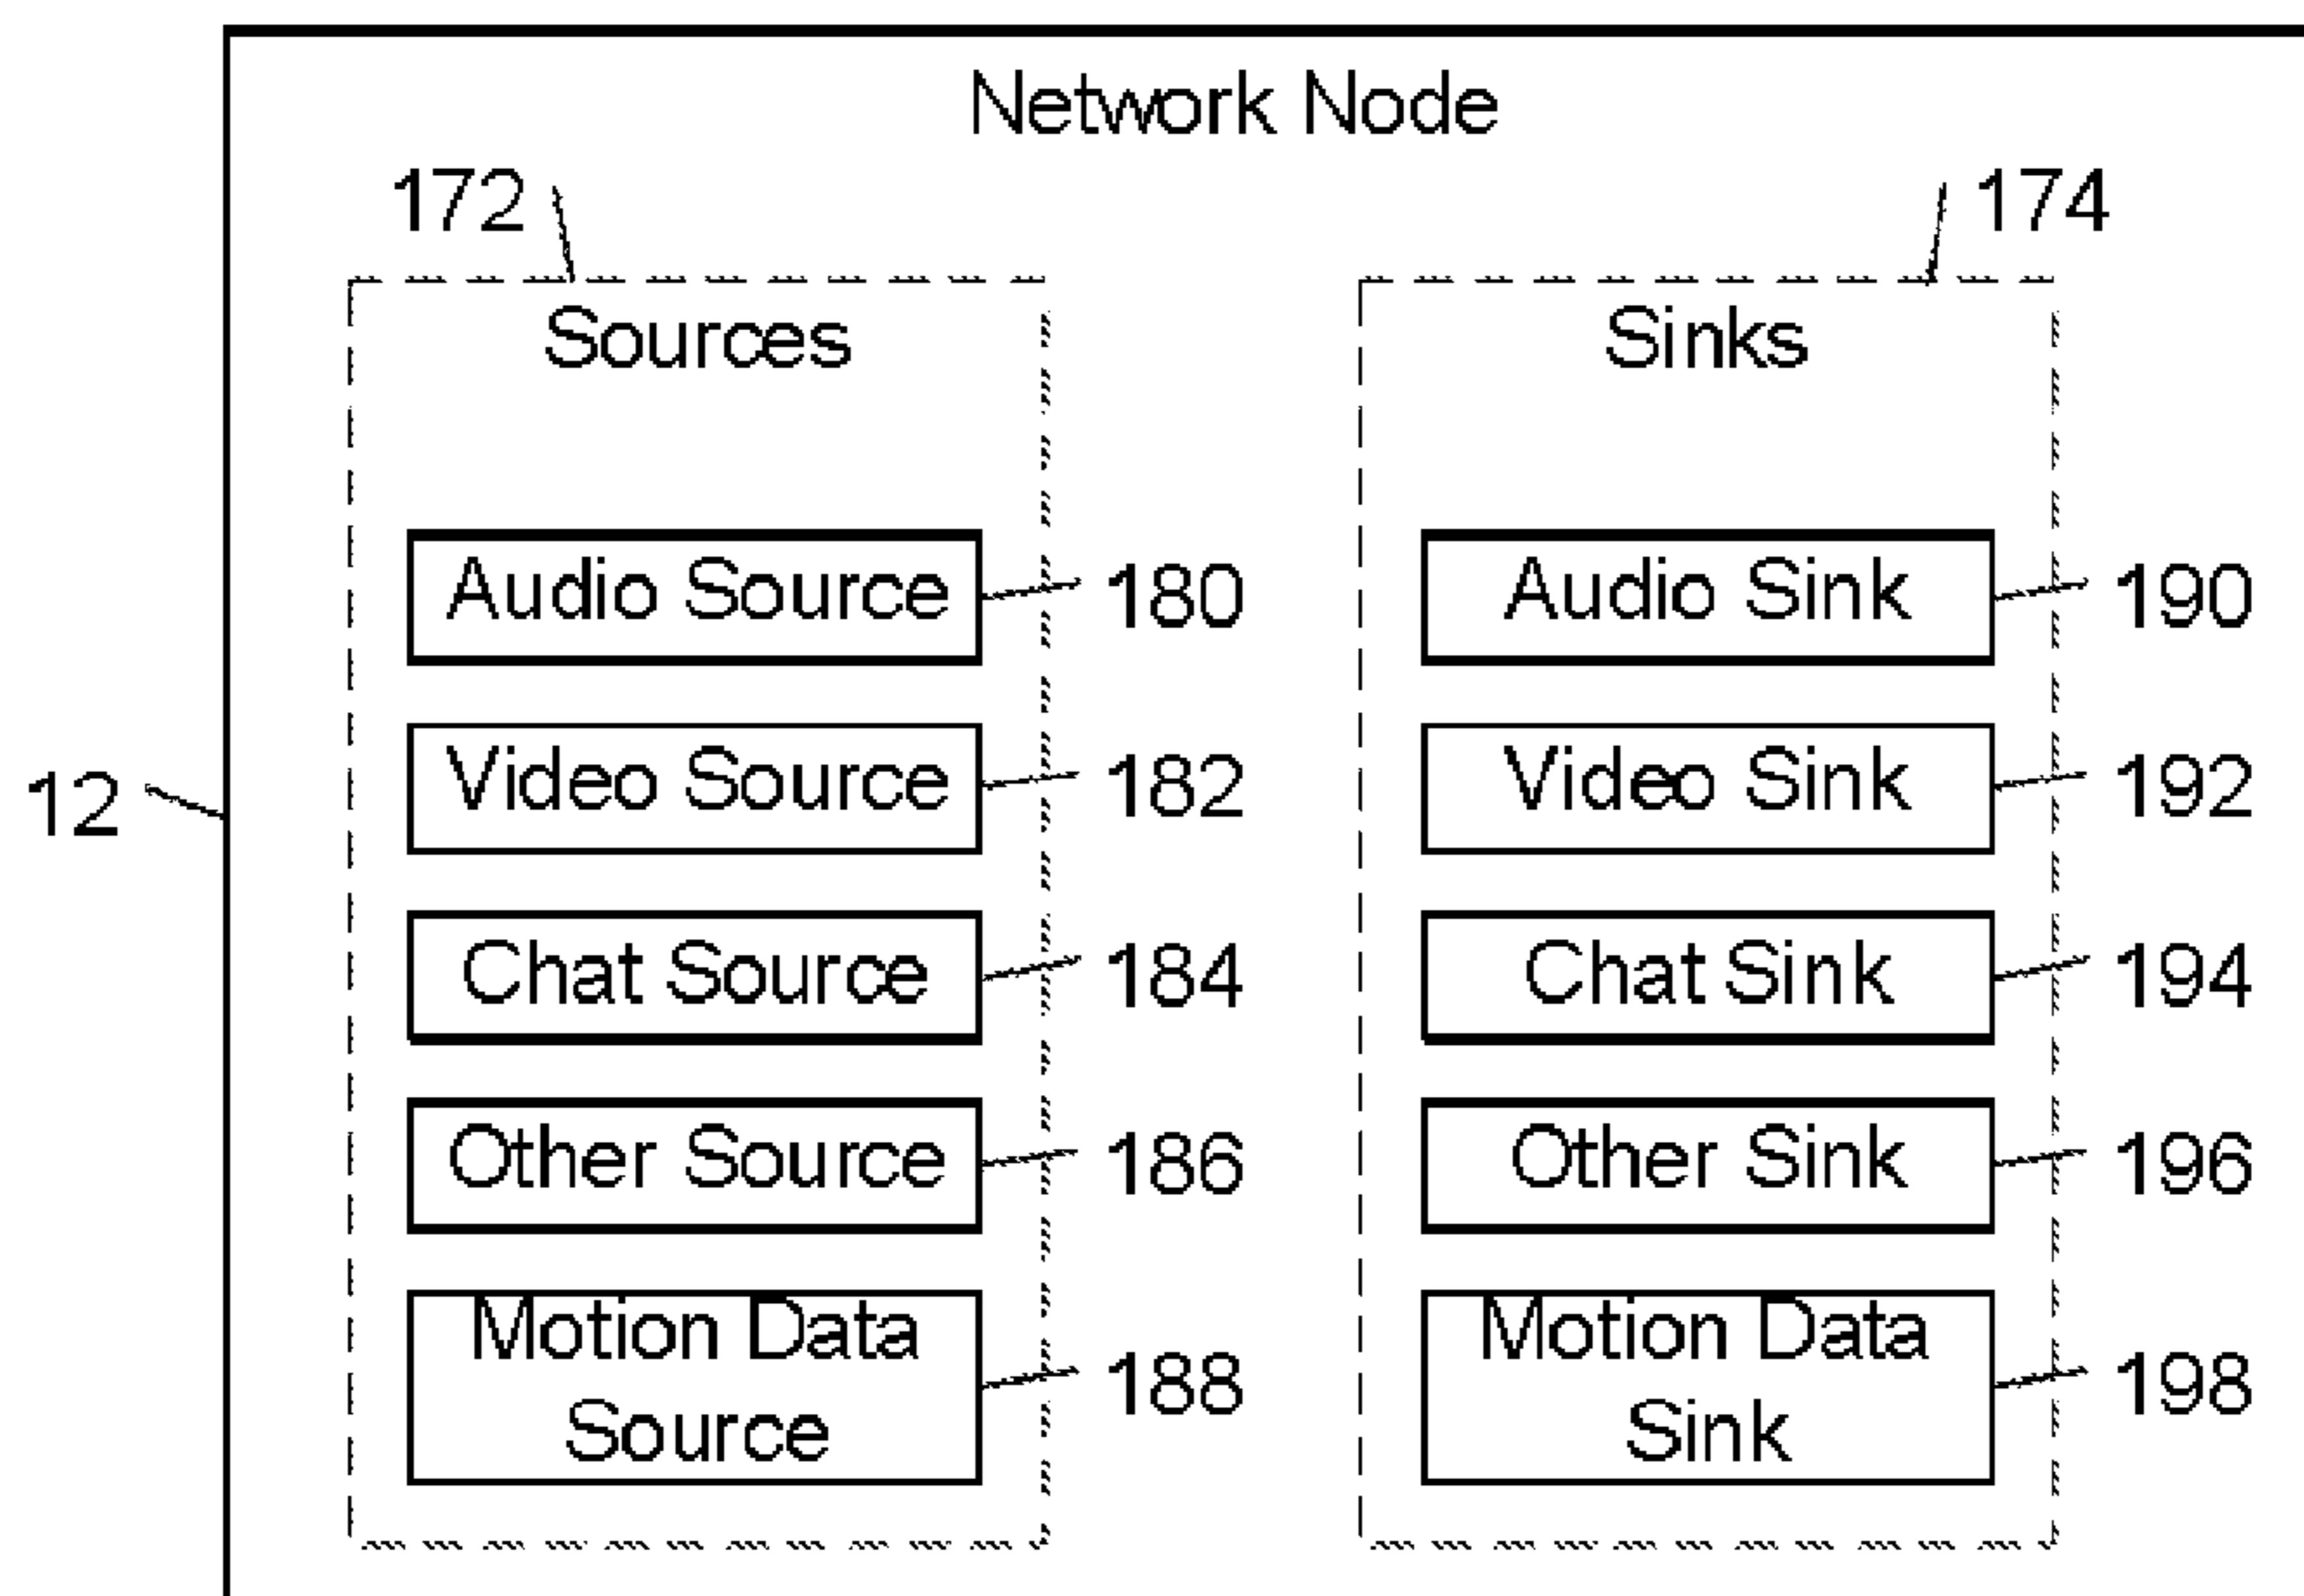 Network Node
172
174
Sources
Sinks
Audio Source
180
Audio Sink
190
Video Source
182
Video Sink
192
12
Chat Source
184
Chat Sink
194
Other Source
186
Other Sink
196
Motion Data
Source
188
Motion Data
Sink
198